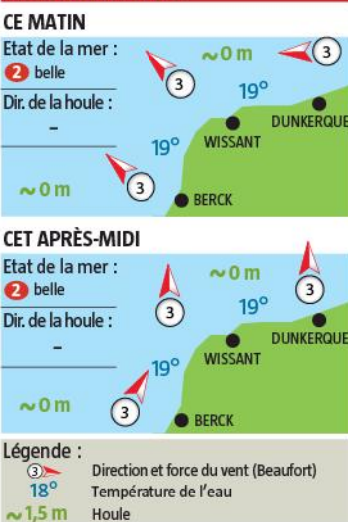 CE MATIN
Etat de la mer :
2 belle
~0 m
3
3
Dir. de la houle :
–
19°
DUNKERQUE
19°
WISSANT
~0 m
3
BERCK
CET APRÈS-MIDI
Etat de la mer :
2 belle
~0 m
3
3
Dir. de la houle :
–
19°
DUNKERQUE
19°
WISSANT
~0 m
3
BERCK
Légende :
3 Direction et force du vent (Beaufort)
18° Température de l'eau
~1,5 m Houle